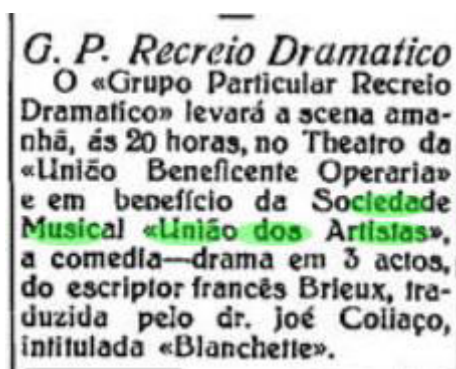 G. P. Recreio Dramatico
O «Grupo Particular Recreio
Dramatico» levará a scena ama-
nhã, ás 20 horas, no Theatro da
«União Beneficente Operaria»
e em benefício da Sociedade
Musical «União dos Artistas»,
a comedia—drama em 3 actos,
do escriptor francês Brieux, tra-
duzida pelo dr. joé Collaço,
intitulada «Blanchette».